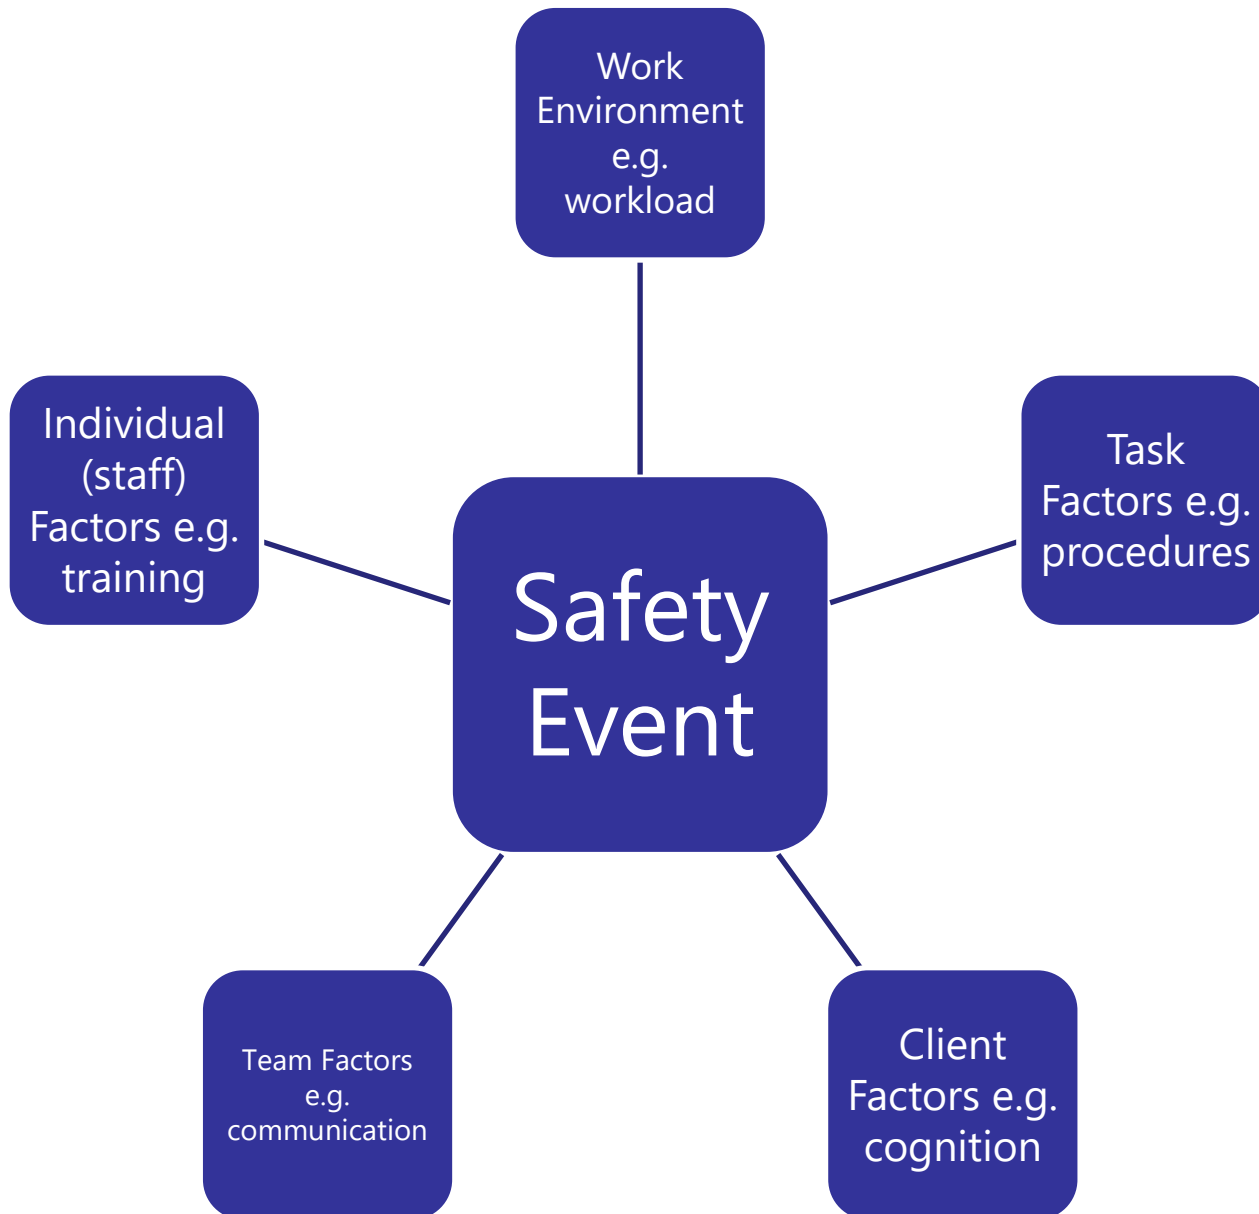 Work
Environment
e.g.
workload
Individual
(staff)
Factors e.g.
training
Task
Factors e.g.
procedures
Safety
Event
Team Factors
e.g.
communication
Client
Factors e.g.
cognition